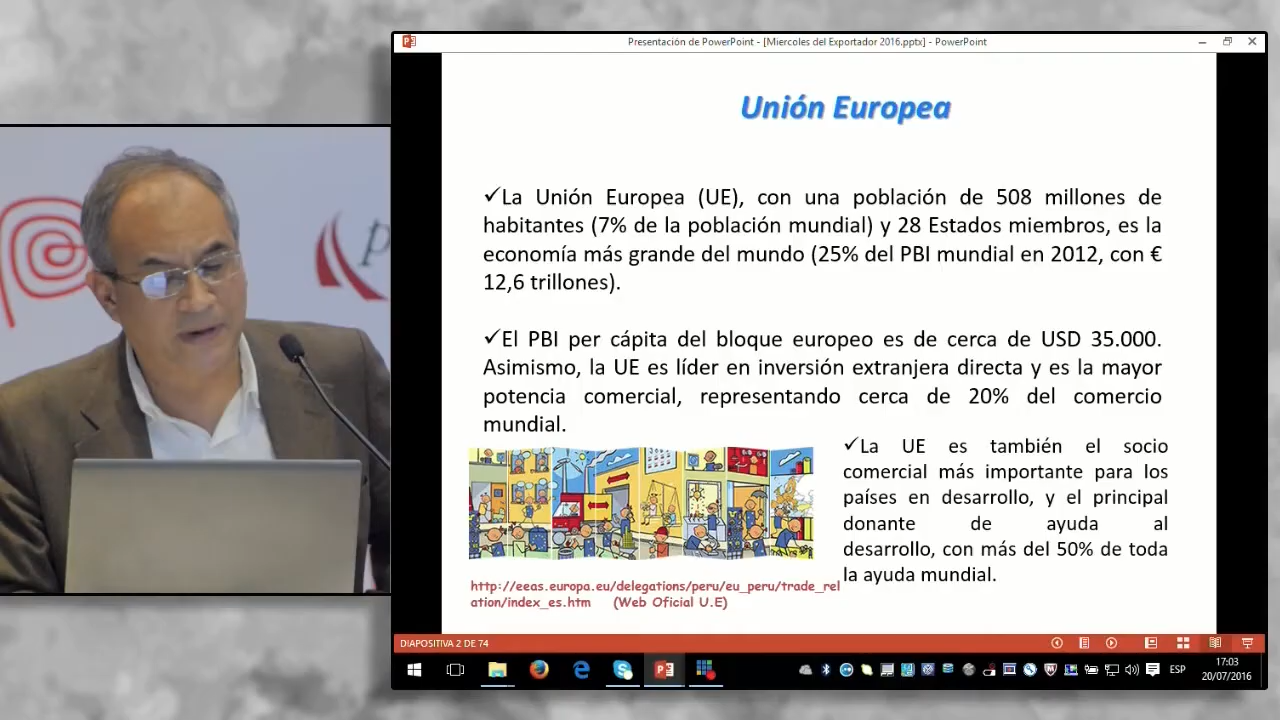 Presentación de PowerPoint - [Miercoles del Exportador 2016.pptx] - PowerPoint
Unión Europea
✓La Unión Europea (UE), con una población de 508 millones de
habitantes (7% de la población mundial) y 28 Estados miembros, es la
economía más grande del mundo (25% del PBI mundial en 2012, con €
12,6 trillones).
✓El PBI per cápita del bloque europeo es de cerca de USD 35.000.
Asimismo, la UE es líder en inversión extranjera directa y es la mayor
potencia comercial, representando cerca de 20% del comercio
mundial.
✓La UE es también el socio
comercial más importante para los
países en desarrollo, y el principal
donante de ayuda al
desarrollo, con más del 50% de toda
la ayuda mundial.
http://eeas.europa.eu/delegations/peru/eu_peru/trade_rel
ation/index_es.htm (Web Oficial U.E)
DIAPOSITIVA 2 DE 74
ESP
17:03
20/07/2016